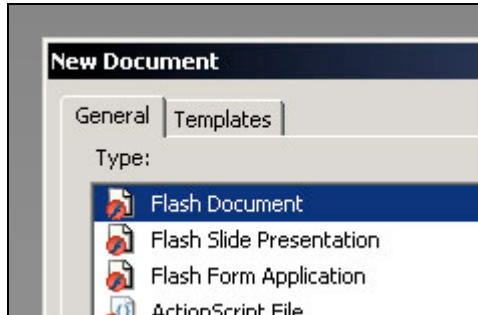 New Document
General Templates
Type:
Flash Document
Flash Slide Presentation
Flash Form Application
ActionScript File